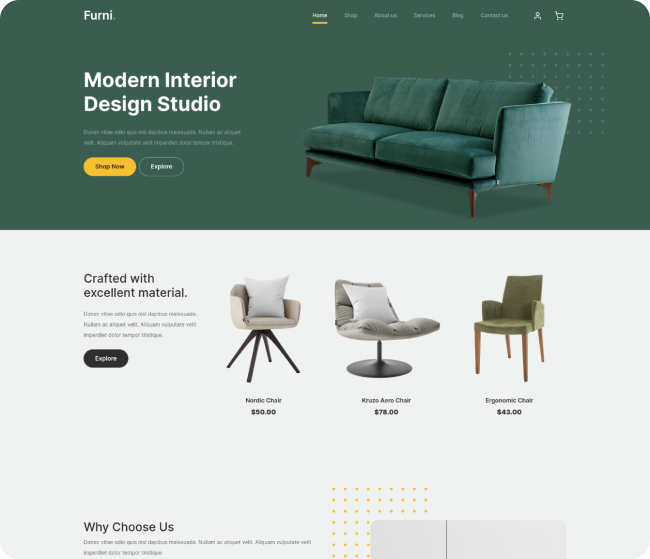 Furni.
Home Shop About us Services Blog Contact us
Modern Interior
Design Studio
Donec vitae odio quis nisl dapibus malesuada. Nullam ac aliquet
velit. Aliquam vulputate velit imperdiet dolor tempor tristique.
Shop Now Explore
Crafted with
excellent material.
Donec vitae odio quis nisl dapibus malesuada.
Nullam ac aliquet velit. Aliquam vulputate velit
imperdiet dolor tempor tristique.
Explore
Nordic Chair
$50.00
Kruzo Aero Chair
$78.00
Ergonomic Chair
$43.00
Why Choose Us
Donec vitae odio quis nisl dapibus malesuada. Nullam ac aliquet velit. Aliquam vulputate velit
imperdiet dolor tempor tristique.